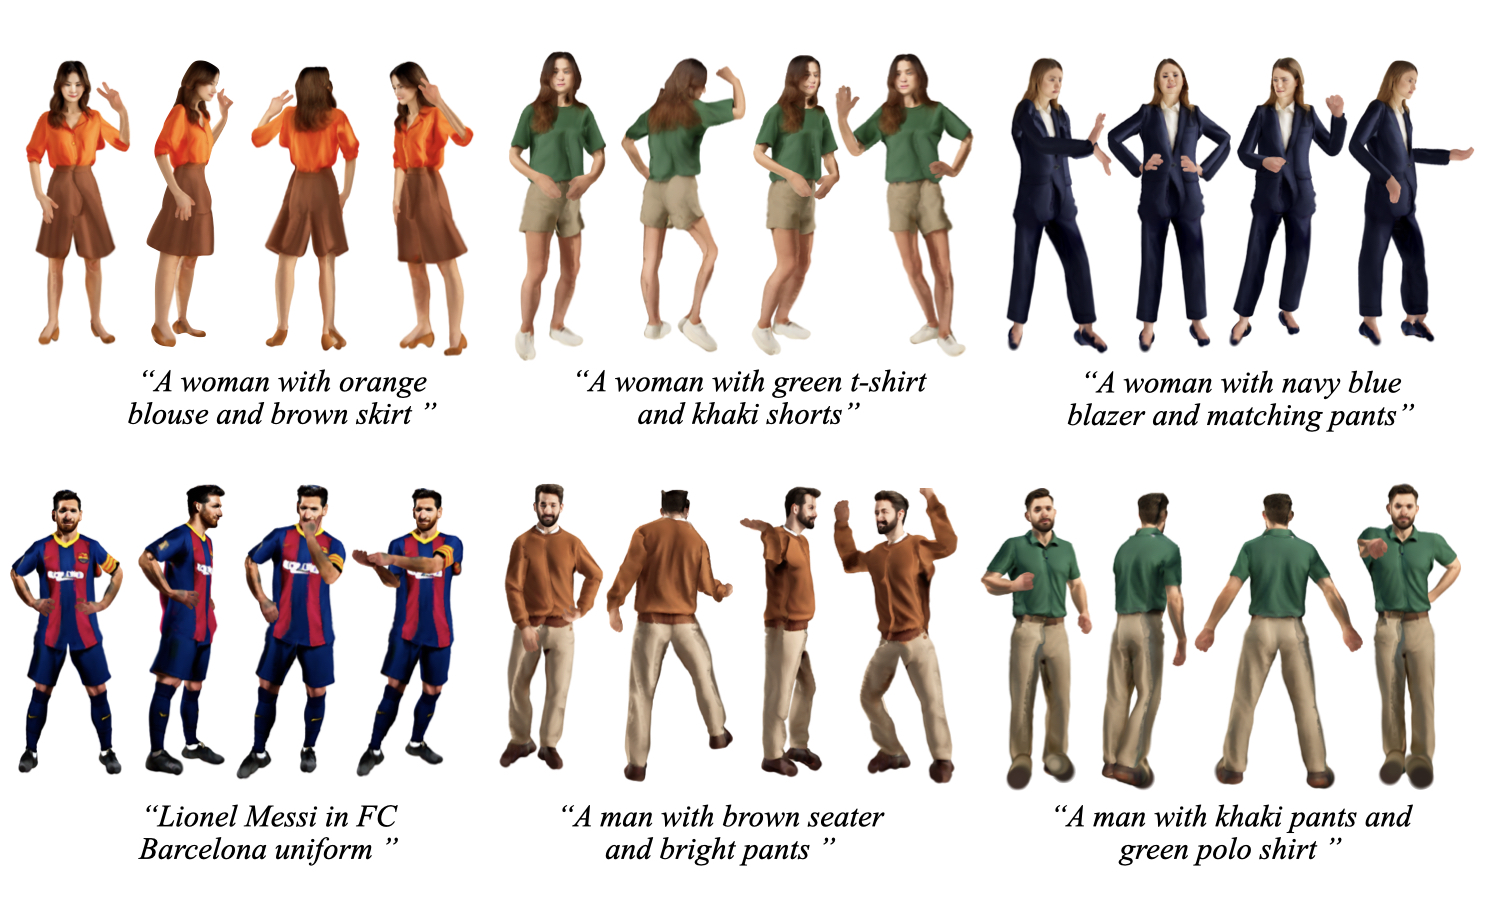 “A woman with orange
blouse and brown skirt ”
“A woman with green t-shirt
and khaki shorts”
“A woman with navy blue
blazer and matching pants”
“Lionel Messi in FC
Barcelona uniform ”
“A man with brown seater
and bright pants ”
“A man with khaki pants and
green polo shirt ”